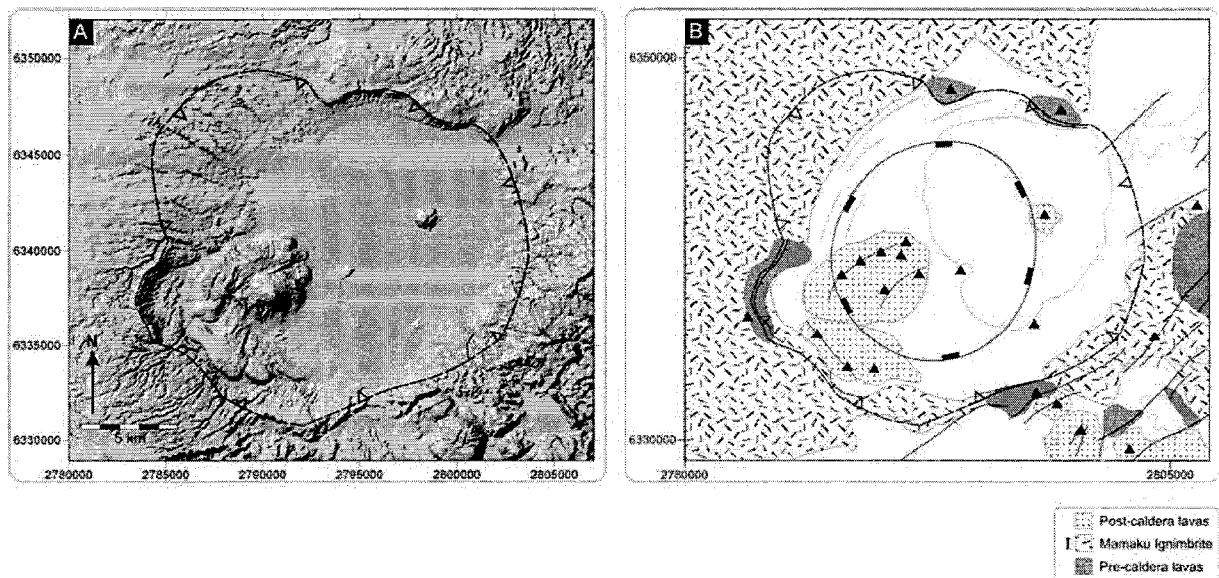 A
6350000
6345000
6340000
6335000
6330000
N
5 km
2780000 2785000 2790000 2795000 2800000 2805000
B
6350000
6330000
2780000 2805000
Post-caldera lavas
I Mamaku Ignimbrite
Pre-caldera lavas